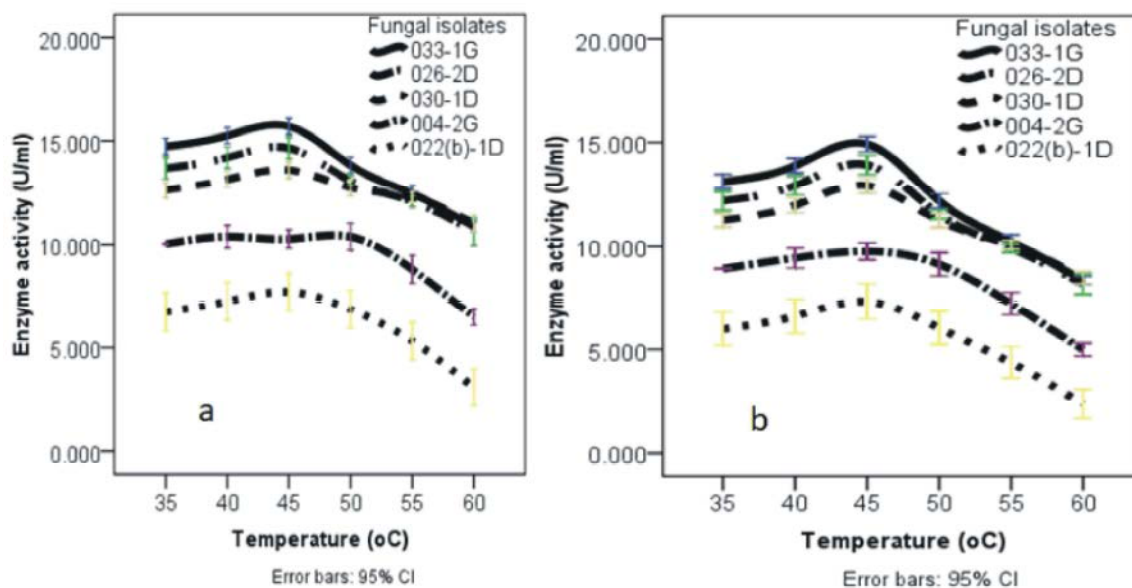 Fungal isolates
033-1G
026-2D
030-1D
004-2G
022(b)-1D
20.000
15.000
10.000
5.000
0.000
Enzyme activity (U/ml)
a
35 40 45 50 55 60
Temperature (oC)
Error bars: 95% CI
Fungal isolates
033-1G
026-2D
030-1D
004-2G
022(b)-1D
20.000
15.000
10.000
5.000
0.000
Enzyme activity (U/ml)
b
35 40 45 50 55 60
Temperature (oC)
Error bars: 95% CI